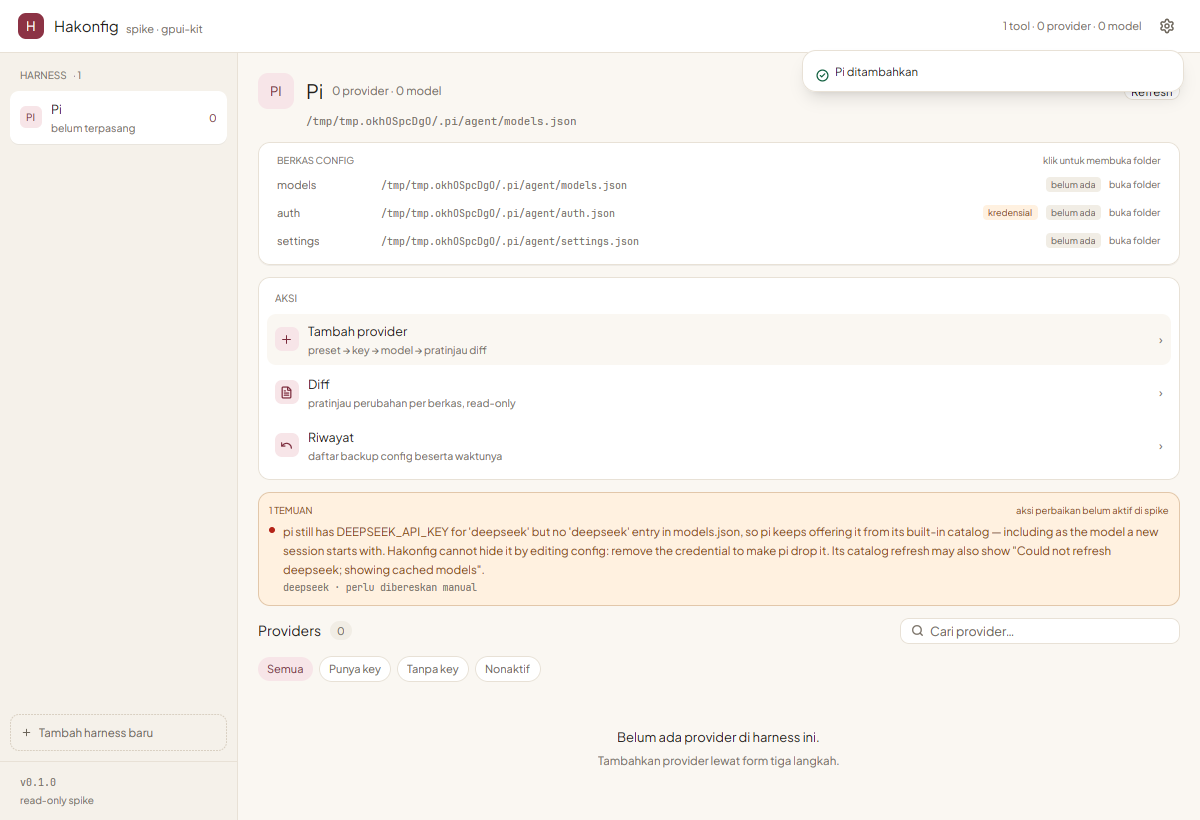 H Hakonfig spike · gpui-kit
1 tool · 0 provider · 0 model
HARNESS · 1
PI Pi
belum terpasang
0
Pi ditambahkan
PI Pi 0 provider · 0 model
Refresh
/tmp/tmp.okhOSpcDgO/.pi/agent/models.json
BERKAS CONFIG klik untuk membuka folder
models /tmp/tmp.okhOSpcDgO/.pi/agent/models.json belum ada buka folder
auth /tmp/tmp.okhOSpcDgO/.pi/agent/auth.json kredensial belum ada buka folder
settings /tmp/tmp.okhOSpcDgO/.pi/agent/settings.json belum ada buka folder
AKSI
Tambah provider
preset → key → model → pratinjau diff
Diff
pratinjau perubahan per berkas, read-only
Riwayat
daftar backup config beserta waktunya
1 TEMUAN aksi perbaikan belum aktif di spike
pi still has DEEPSEEK_API_KEY for 'deepseek' but no 'deepseek' entry in models.json, so pi keeps offering it from its built-in catalog — including as the model a new
session starts with. Hakonfig cannot hide it by editing config: remove the credential to make pi drop it. Its catalog refresh may also show "Could not refresh
deepseek; showing cached models".
deepseek · perlu dibereskan manual
Providers 0
Cari provider...
Semua Punya key Tanpa key Nonaktif
Belum ada provider di harness ini.
Tambahkan provider lewat form tiga langkah.
+ Tambah harness baru
v0.1.0
read-only spike